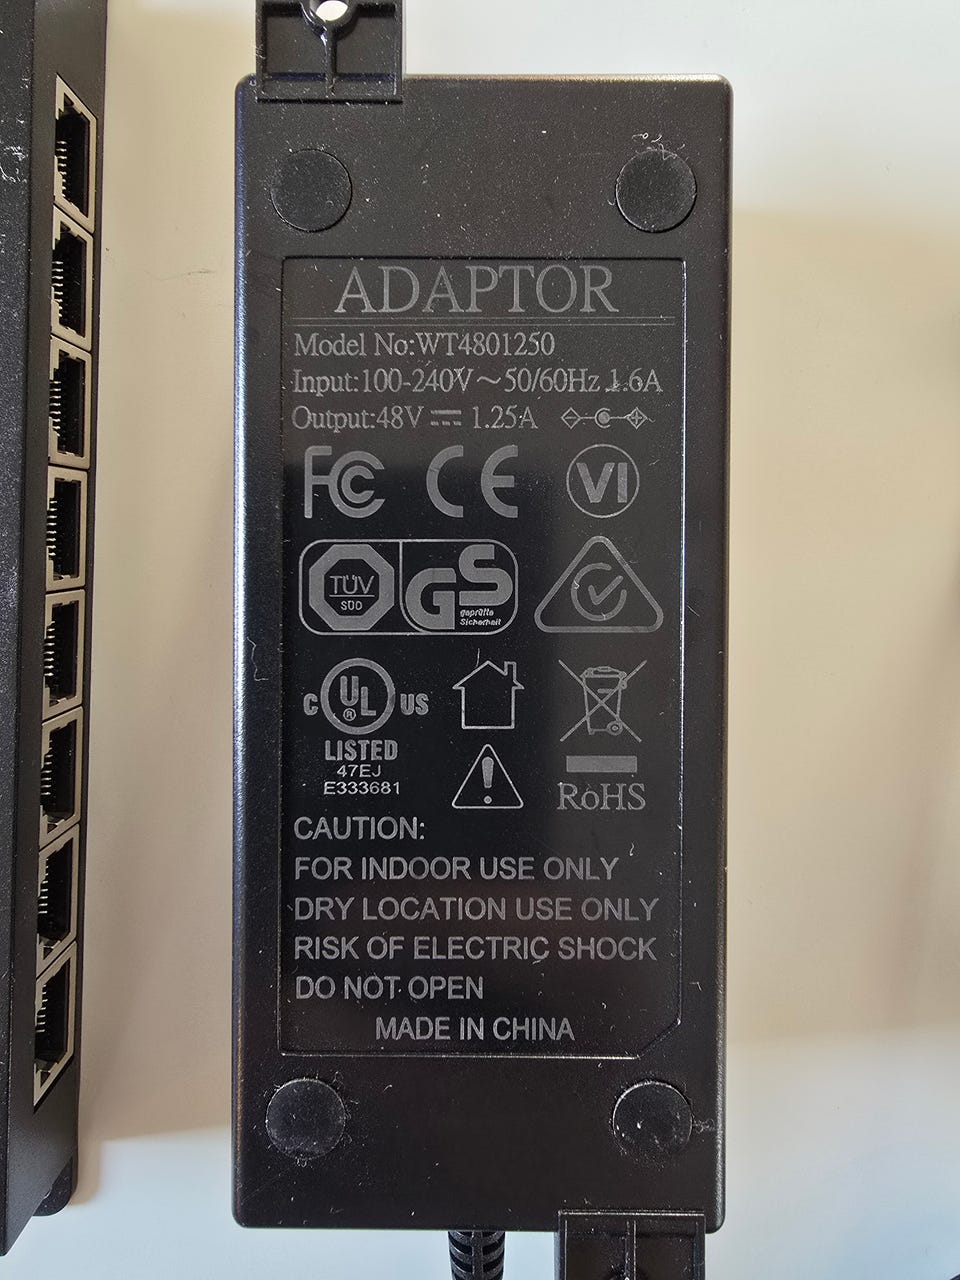 ADAPTOR
Model No:WT4801250
Input:100-240V~50/60Hz 1.6A
Output:48V⎓1.25A
FC CE VI
TÜV SÜD GS geprüfte Sicherheit
C UL® US
LISTED
47EJ
E333681
RoHS
CAUTION:
FOR INDOOR USE ONLY
DRY LOCATION USE ONLY
RISK OF ELECTRIC SHOCK
DO NOT OPEN
MADE IN CHINA